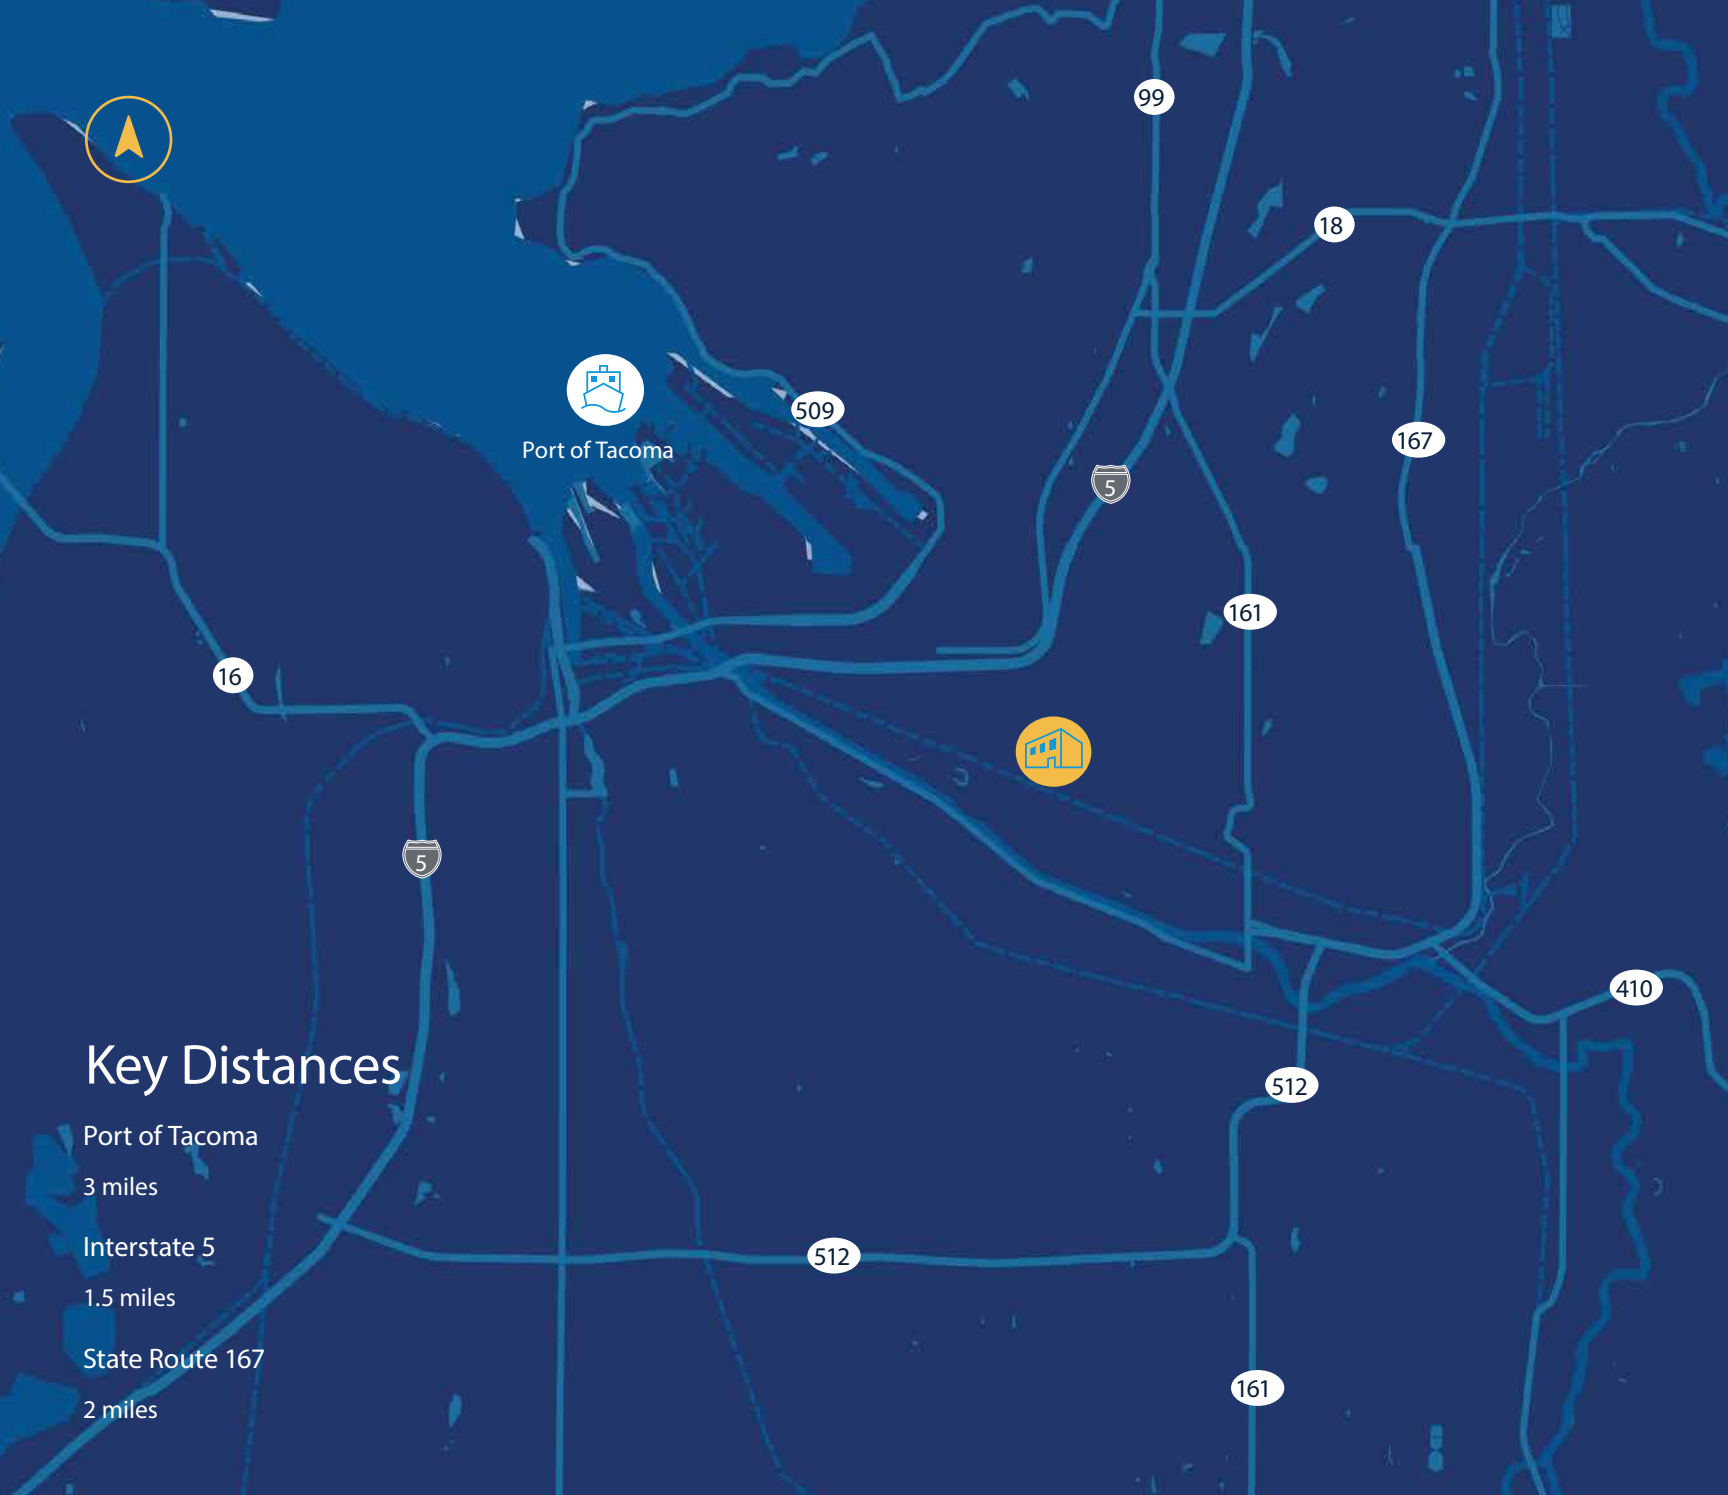 99
18
Port of Tacoma
509
167
5
161
16
5
410
Key Distances
512
Port of Tacoma
3 miles
Interstate 5
512
1.5 miles
State Route 167
161
2 miles